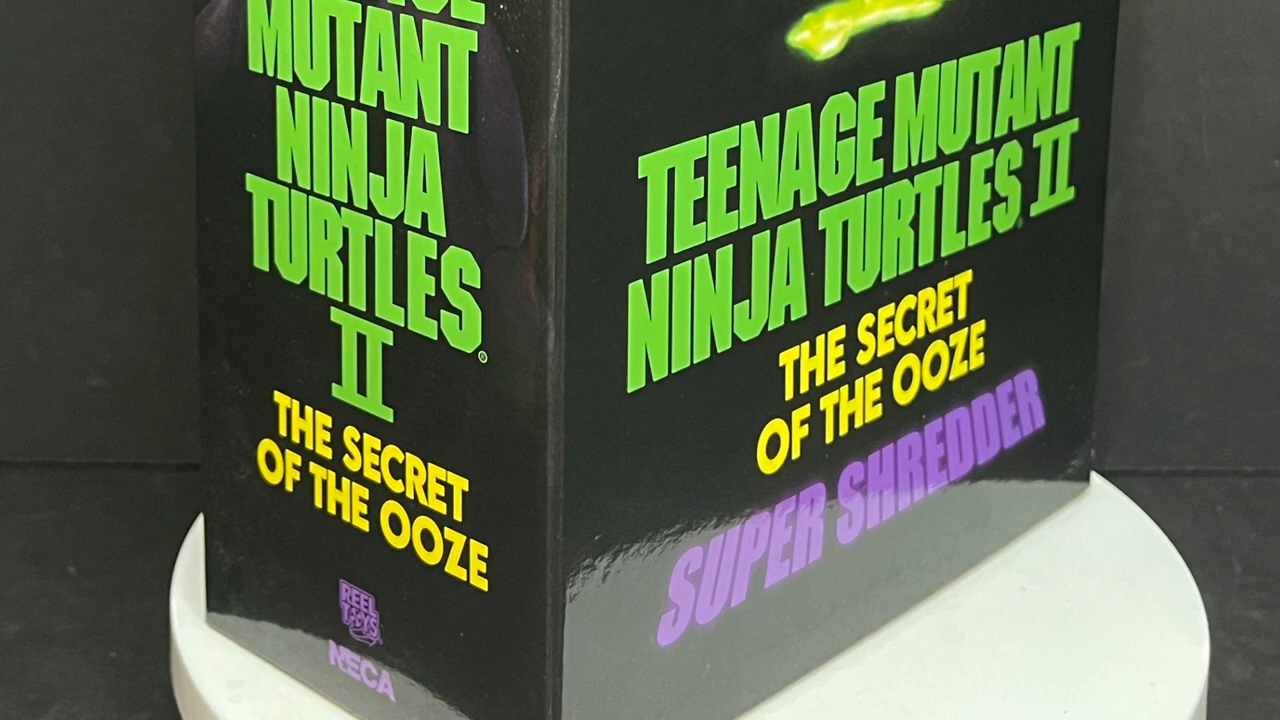 MUTANT
NINJA
TURTLES
II
THE SECRET
OF THE OOZE
REEL
TOYS
NECA
TEENAGE MUTANT
NINJA TURTLES II
THE SECRET
OF THE OOZE
SUPER SHREDDER